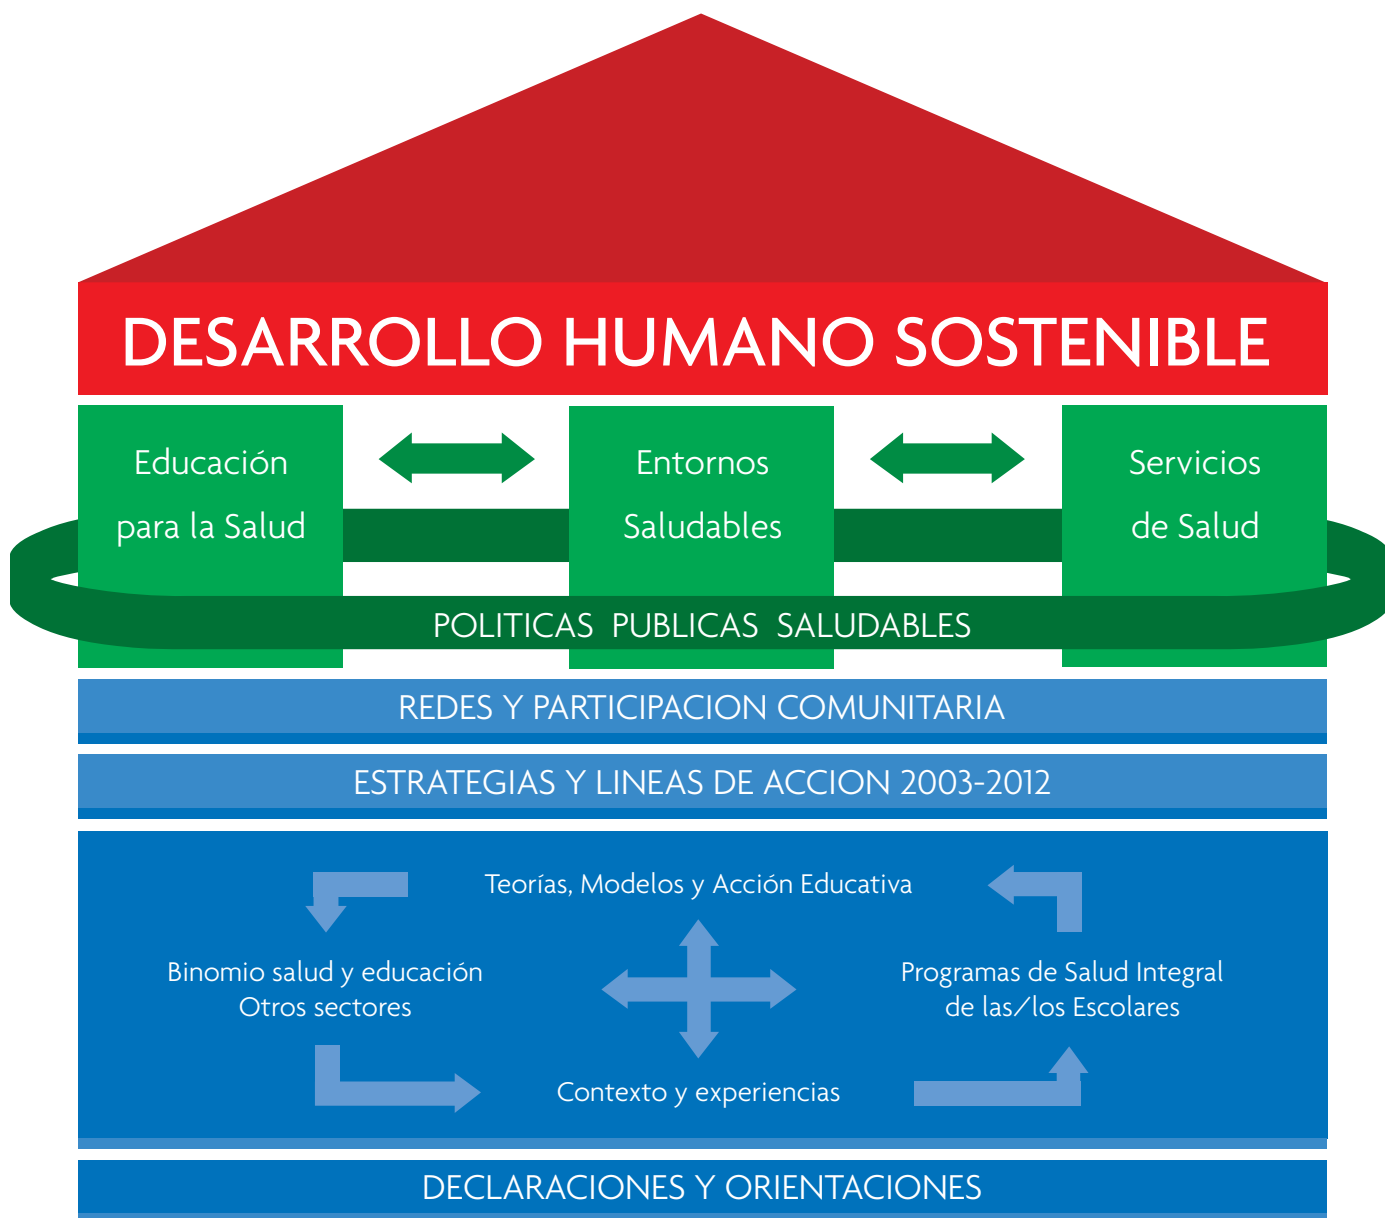 DESARROLLO HUMANO SOSTENIBLE
Educación
para la Salud
Entornos
Saludables
Servicios
de Salud
POLITICAS PUBLICAS SALUDABLES
REDES Y PARTICIPACION COMUNITARIA
ESTRATEGIAS Y LINEAS DE ACCION 2003-2012
Teorías, Modelos y Acción Educativa
Binomio salud y educación
Otros sectores
Programas de Salud Integral
de las/los Escolares
Contexto y experiencias
DECLARACIONES Y ORIENTACIONES